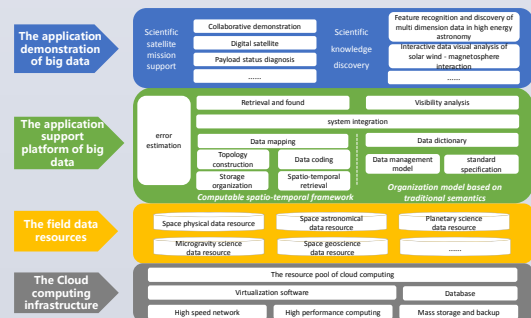 The application
demonstration
of big data
Scientific
satellite
mission
support
Collaborative demonstration
Digital satellite
Payload status diagnosis
......
Scientific
knowledge
discovery
Feature recognition and discovery of
multi dimension data in high energy
astronomy
Interactive data visual analysis of
solar wind - magnetosphere
interaction
......
The application
support
platform of big
data
error
estimation
Retrieval and found
Visibility analysis
system integration
Data mapping
Data dictionary
Topology
construction
Data coding
Data management
model
standard
specification
Storage
organization
Spatio-temporal
retrieval
Computable spatio-temporal framework
Organization model based on
traditional semantics
The field data
resources
Space physical data resource
Space astronomical
data resource
Planetary science
data resource
Microgravity science
data resource
Space geoscience
data resource
......
The Cloud
computing
infrastructure
The resource pool of cloud computing
Virtualization software
Database
High speed network
High performance computing
Mass storage and backup